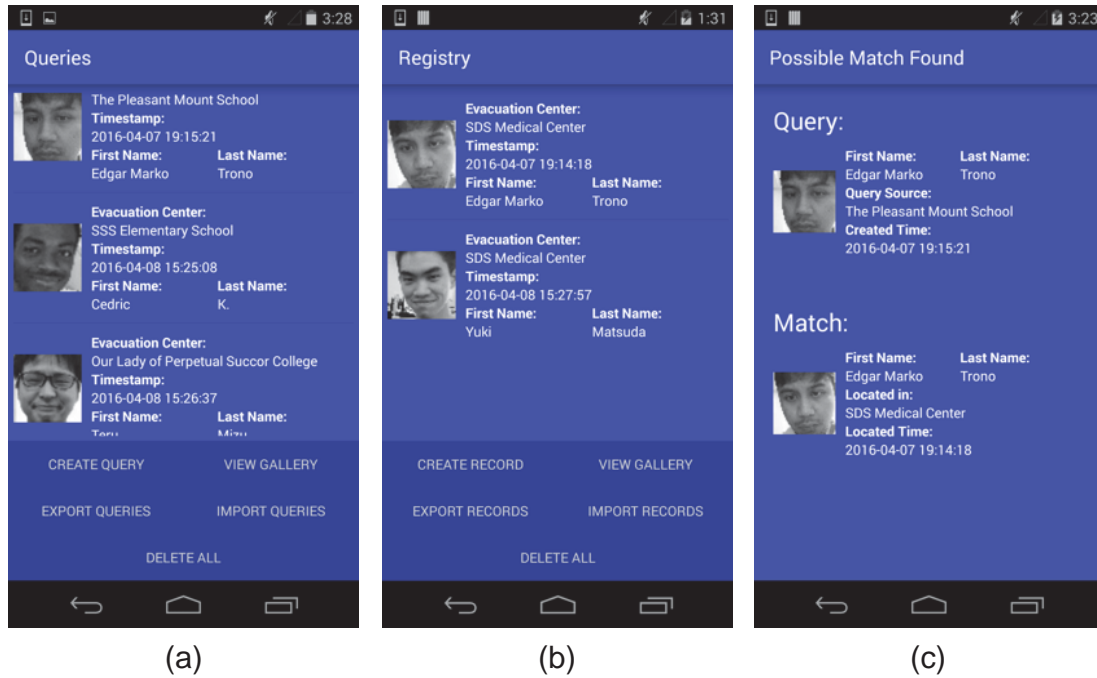 3:28
Queries
The Pleasant Mount School
Timestamp:
2016-04-07 19:15:21
First Name: Last Name:
Edgar Marko Trono
Evacuation Center:
SSS Elementary School
Timestamp:
2016-04-08 15:25:08
First Name: Last Name:
Cedric K.
Evacuation Center:
Our Lady of Perpetual Succor College
Timestamp:
2016-04-08 15:26:37
First Name: Last Name:
Teru Mizu
CREATE QUERY VIEW GALLERY
EXPORT QUERIES IMPORT QUERIES
DELETE ALL
(a)
1:31
Registry
Evacuation Center:
SDS Medical Center
Timestamp:
2016-04-07 19:14:18
First Name: Last Name:
Edgar Marko Trono
Evacuation Center:
SDS Medical Center
Timestamp:
2016-04-08 15:27:57
First Name: Last Name:
Yuki Matsuda
CREATE RECORD VIEW GALLERY
EXPORT RECORDS IMPORT RECORDS
DELETE ALL
(b)
3:23
Possible Match Found
Query:
First Name: Last Name:
Edgar Marko Trono
Query Source:
The Pleasant Mount School
Created Time:
2016-04-07 19:15:21
Match:
First Name: Last Name:
Edgar Marko Trono
Located in:
SDS Medical Center
Located Time:
2016-04-07 19:14:18
(c)